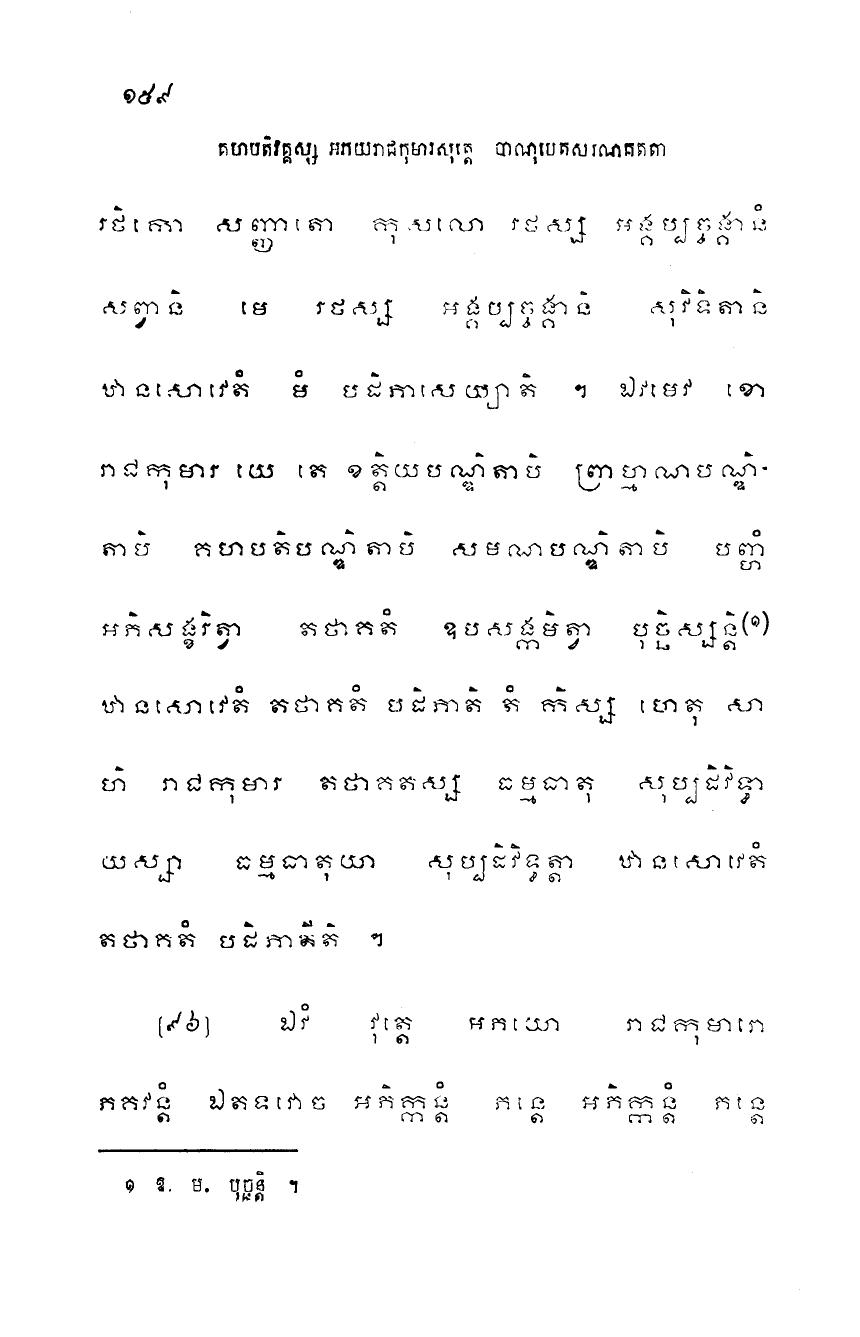 ១៥៩
គហបតិវគ្គស្ស អភយរាជកុមារសុត្តេ បាណុបេតសរណគតតា
រថិកោ សញ្ញាតោ កុសលោ រថស្ស អង្គប្បច្ចង្គានំ
សព្វានិ មេ រថស្ស អង្គប្បច្ចង្គានិ សុវិទិតានិ
ឋានសោវេតំ មំ បដិភាសេយ្យាតិ ។ ឯវមេវ ខោ
រាជកុមារ យេ តេ ខត្តិយបណ្ឌិតាបិ ព្រាហ្មណបណ្ឌិ-
តាបិ គហបតិបណ្ឌិតាបិ សមណបណ្ឌិតាបិ បញ្ហំ
អភិសង្ខរិត្វា តថាគតំ ឧបសង្កមិត្វា បុច្ឆិស្សន្តិ(១)
ឋានសោវេតំ តថាគតំ បដិភាតិ តំ កិស្ស ហេតុ សា
ហិ រាជកុមារ តថាគតស្ស ធម្មធាតុ សុប្បដិវិទ្ធា
យស្សា ធម្មធាតុយា សុប្បដិវិទ្ធត្តា ឋានសោវេតំ
តថាគតំ បដិភាតីតិ ។
[៩៦] ឯវំ វុត្តេ អភយោ រាជកុមារោ
ភគវន្តំ ឯតទវោច អភិក្កន្តំ ភន្តេ អភិក្កន្តំ ភន្តេ
១ ឱ. ម. បុច្ឆន្តិ ។